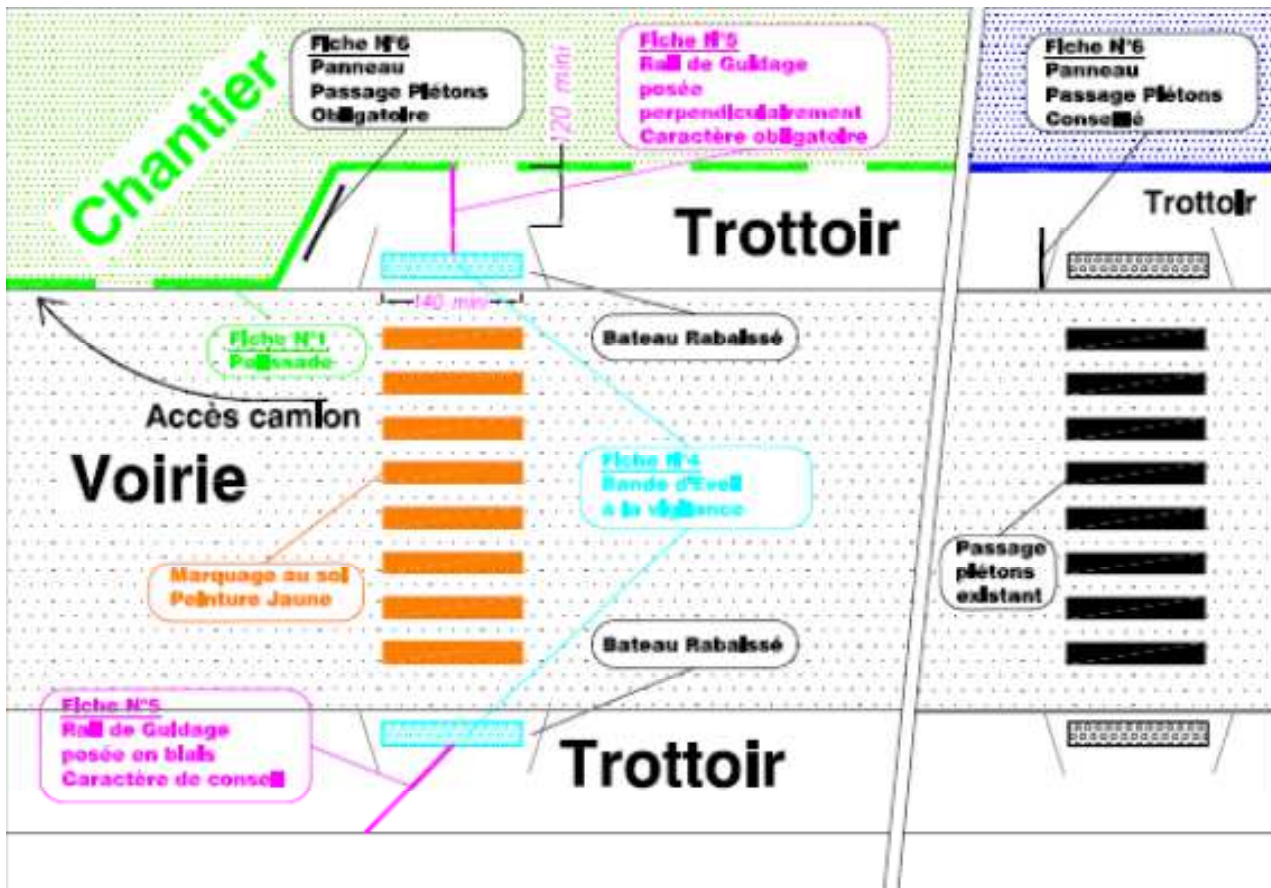 Chantier
Fiche N°6
Panneau
Passage Piétons
Obligatoire
120 mini
Fiche N°5
Rail de Guidage
posée
perpendiculairement
Caractère obligatoire
Fiche N°6
Panneau
Passage Piétons
Conseillé
Trottoir
Trottoir
140 mini
Fiche N°1
Palissade
Bateau Rabaissé
Accès camion
Voirie
Fiche N°4
Bande d'Eveil
à la vigilance
Marquage au sol
Peinture Jaune
Passage
piétons
existant
Bateau Rabaissé
Fiche N°5
Rail de Guidage
posée en biais
Caractère de conseil
Trottoir